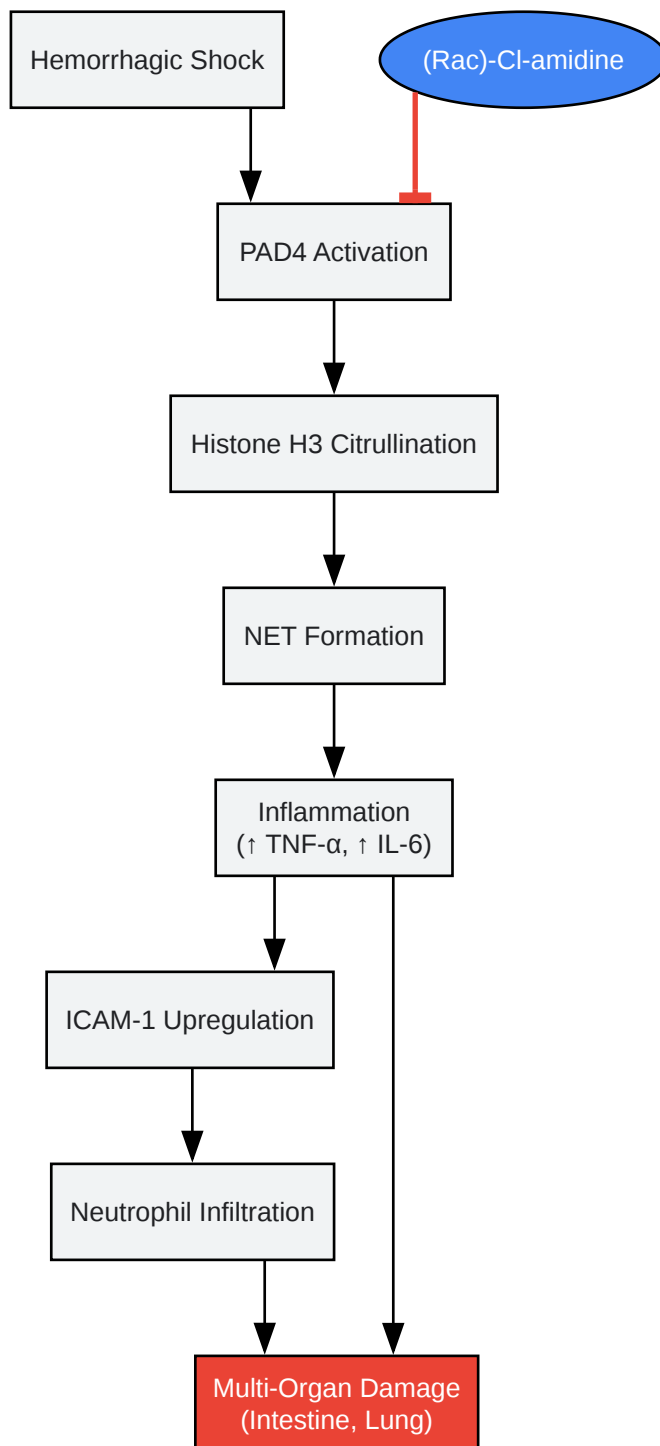 Hemorrhagic Shock
(Rac)-Cl-amidine
PAD4 Activation
Histone H3 Citrullination
NET Formation
Inflammation
(↑ TNF-α, ↑ IL-6)
ICAM-1 Upregulation
Neutrophil Infiltration
Multi-Organ Damage
(Intestine, Lung)